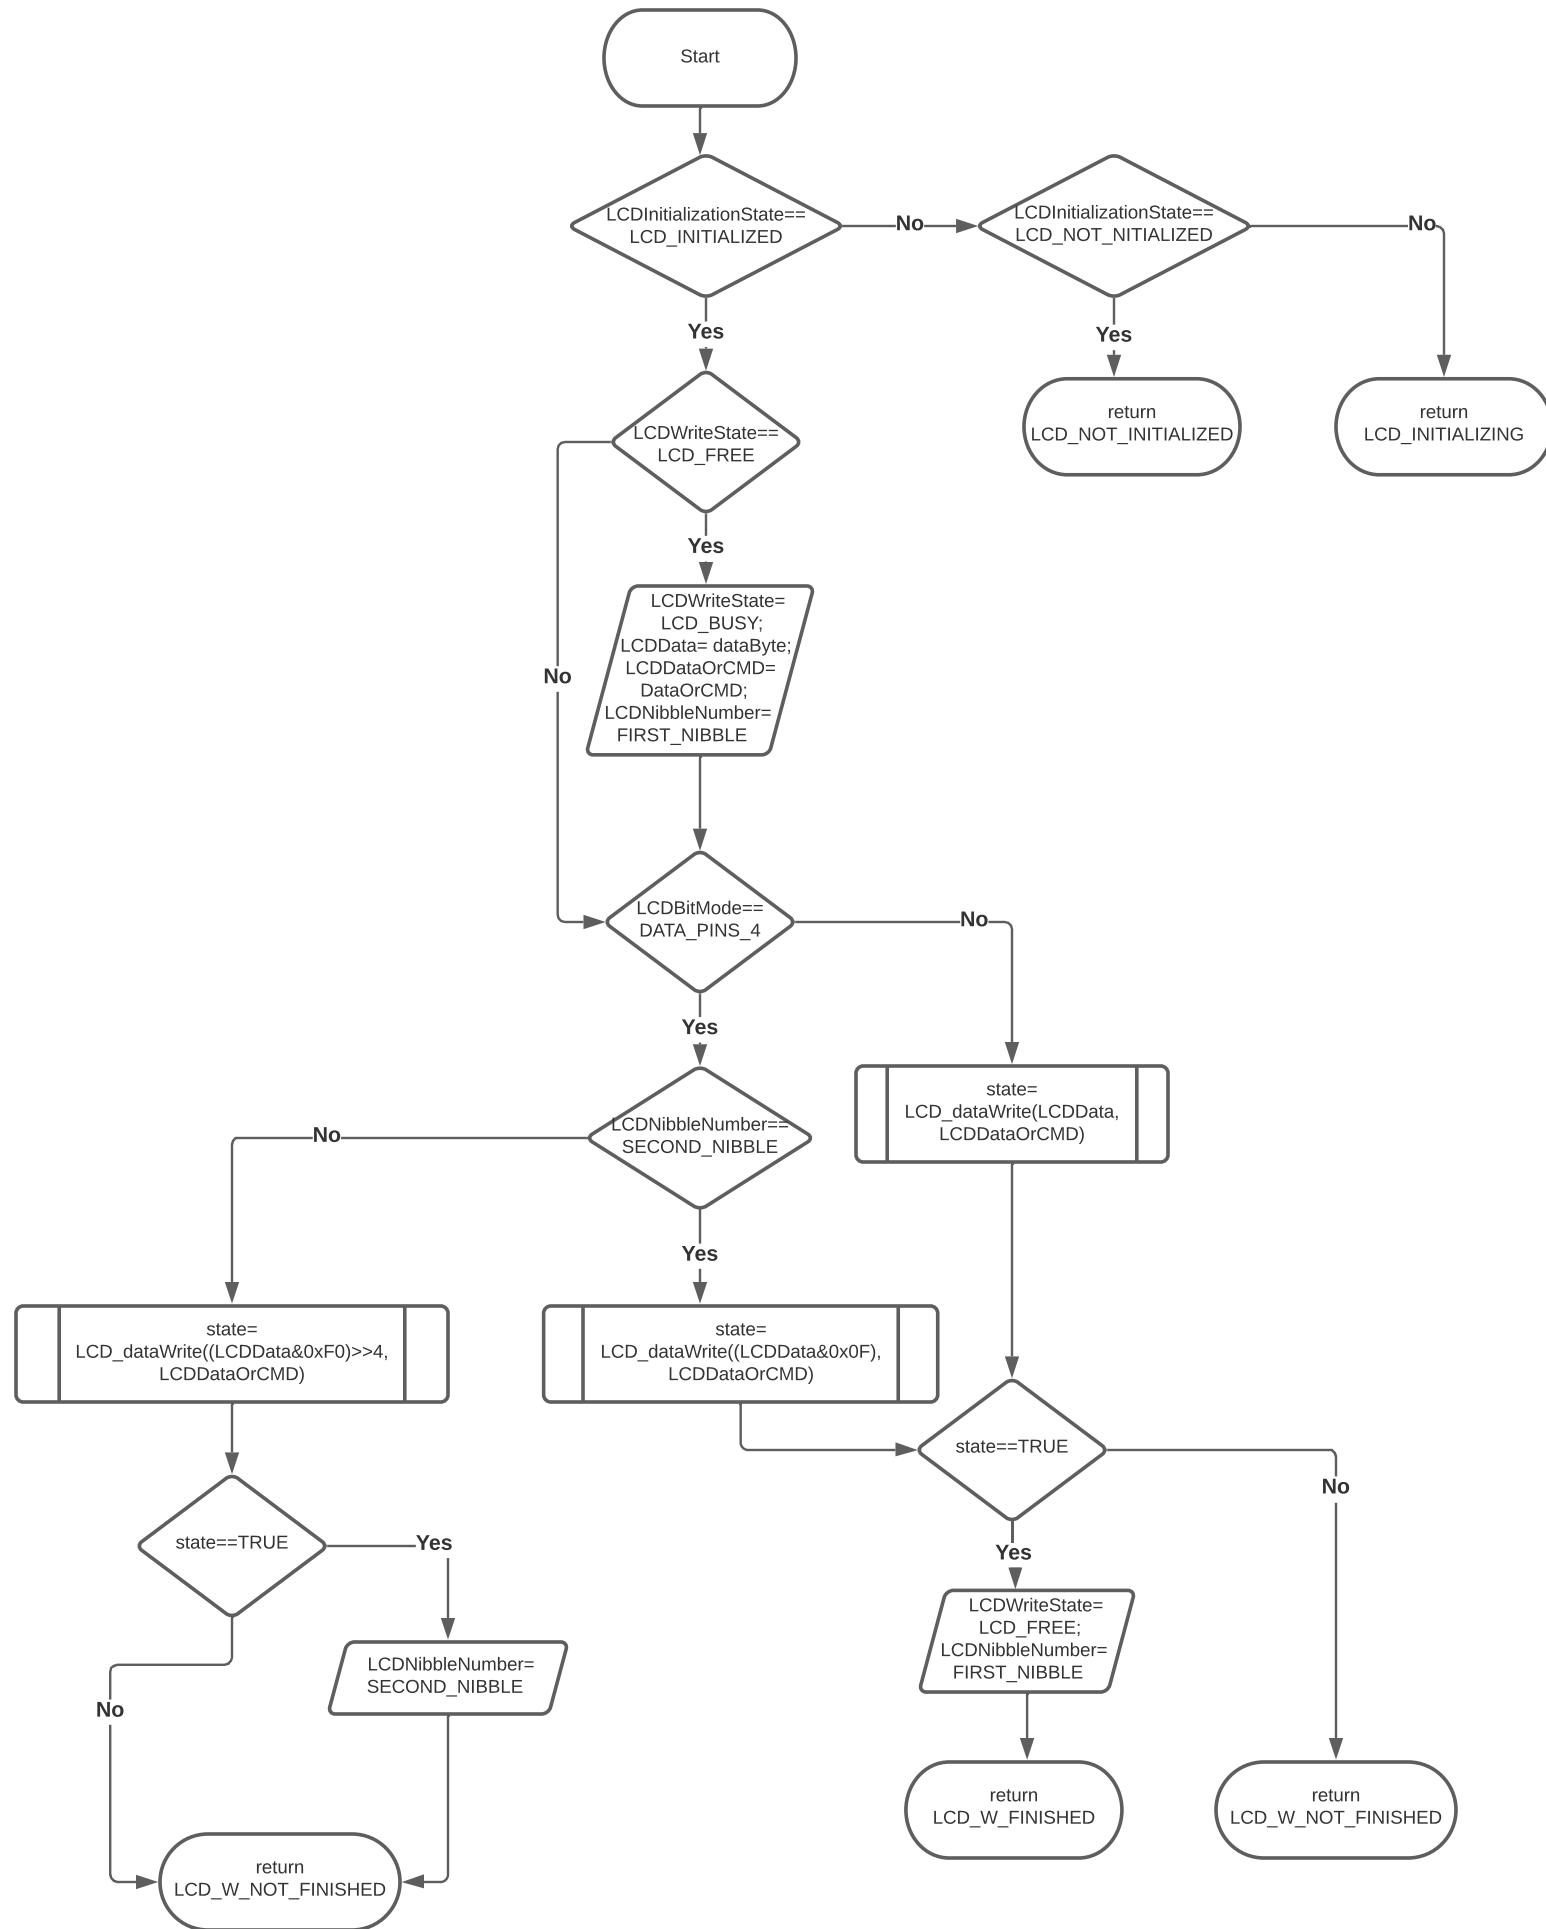 Start
LCDInitializationState==
LCD_INITIALIZED
No
LCDInitializationState==
LCD_NOT_NITIALIZED
No
Yes
Yes
return
LCD_NOT_INITIALIZED
return
LCD_INITIALIZING
LCDWriteState==
LCD_FREE
Yes
No
LCDWriteState=
LCD_BUSY;
LCDData= dataByte;
LCDDataOrCMD=
DataOrCMD;
LCDNibbleNumber=
FIRST_NIBBLE
LCDBitMode==
DATA_PINS_4
No
Yes
state=
LCD_dataWrite(LCDData,
LCDDataOrCMD)
LCDNibbleNumber==
SECOND_NIBBLE
No
Yes
state=
LCD_dataWrite((LCDData&0xF0)>>4,
LCDDataOrCMD)
state=
LCD_dataWrite((LCDData&0x0F),
LCDDataOrCMD)
state==TRUE
No
Yes
state==TRUE
Yes
No
LCDNibbleNumber=
SECOND_NIBBLE
LCDWriteState=
LCD_FREE;
LCDNibbleNumber=
FIRST_NIBBLE
return
LCD_W_FINISHED
return
LCD_W_NOT_FINISHED
return
LCD_W_NOT_FINISHED